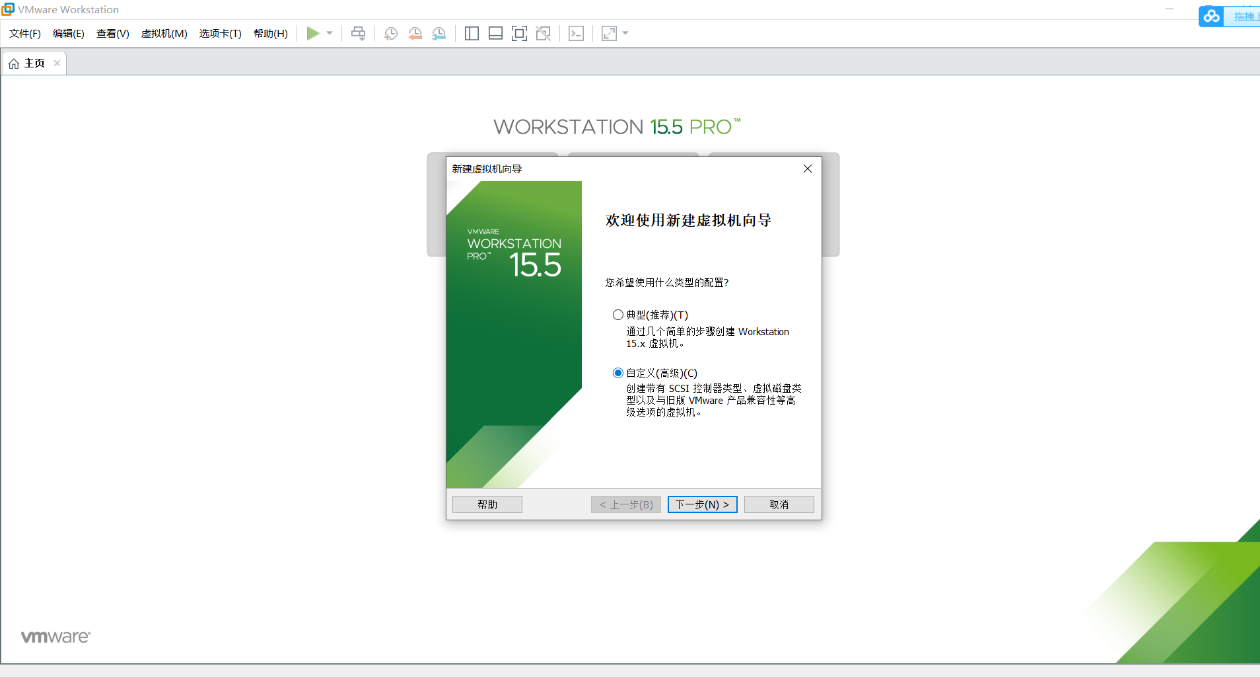 VMware Workstation
拖拽
文件(F) 编辑(E) 查看(V) 虚拟机(M) 选项卡(T) 帮助(H)
主页
WORKSTATION 15.5 PRO™
新建虚拟机向导
VMWARE
WORKSTATION
PRO™ 15.5
欢迎使用新建虚拟机向导
您希望使用什么类型的配置?
典型(推荐)(T)
通过几个简单的步骤创建 Workstation
15.x 虚拟机。
自定义(高级)(C)
创建带有 SCSI 控制器类型、虚拟磁盘类
型以及与旧版 VMware 产品兼容性等高
级选项的虚拟机。
帮助 < 上一步(B) 下一步(N) > 取消
vmware®